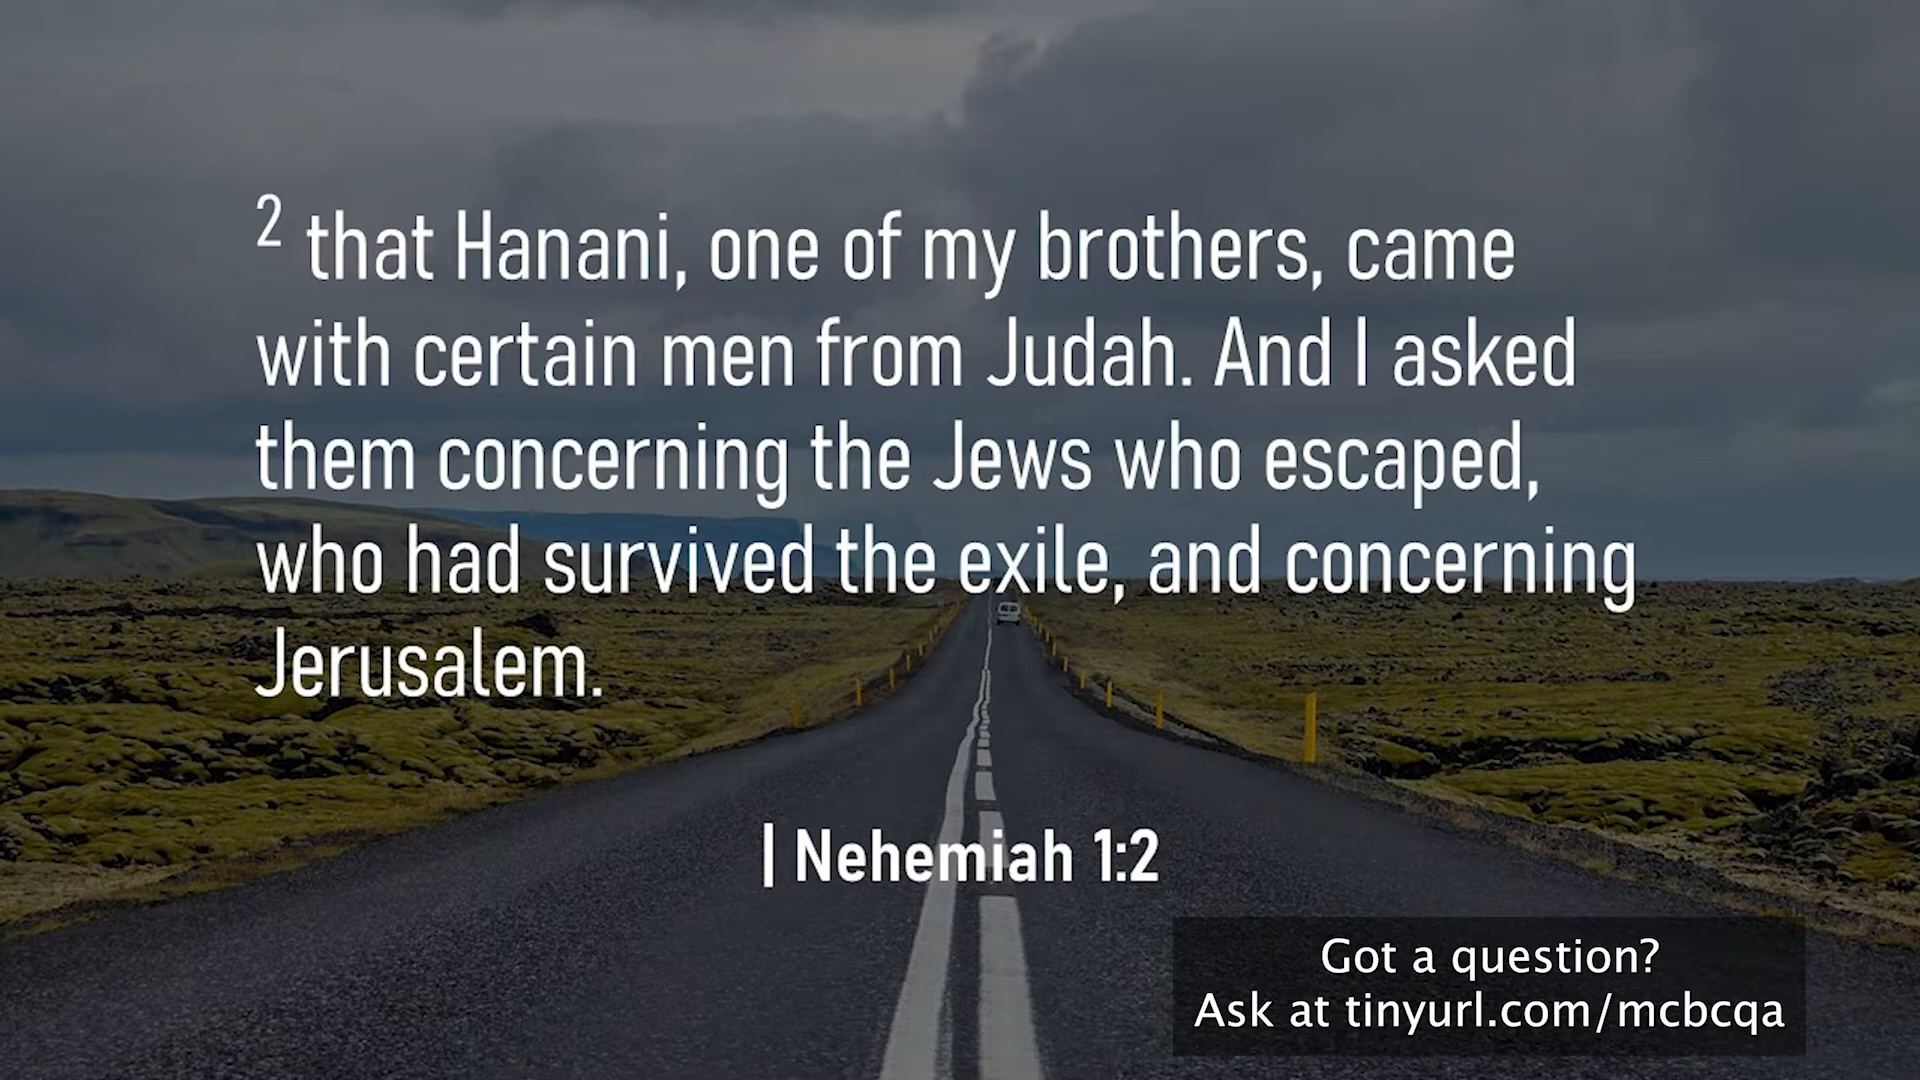 2 that Hanani, one of my brothers, came
with certain men from Judah. And I asked
them concerning the Jews who escaped,
who had survived the exile, and concerning
Jerusalem.
| Nehemiah 1:2
Got a question?
Ask at tinyurl.com/mcbcqa